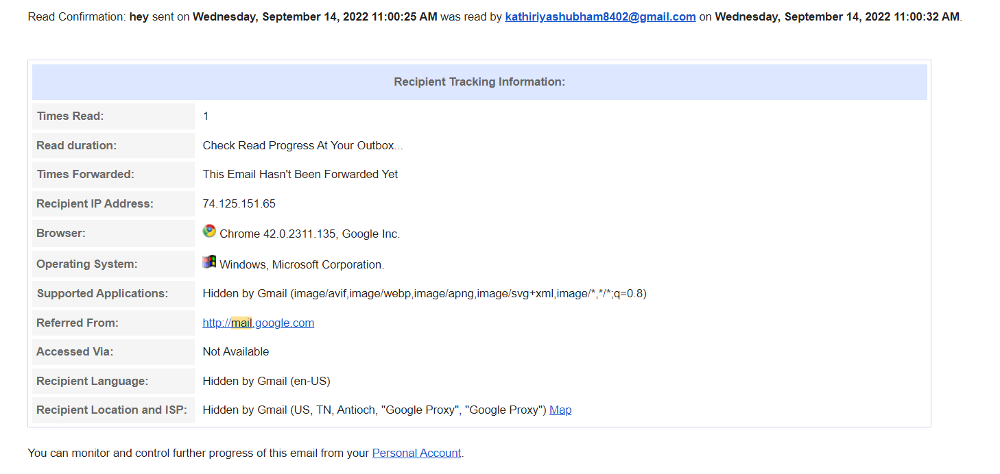 Read Confirmation: hey sent on Wednesday, September 14, 2022 11:00:25 AM was read by kathiriyashubham8402@gmail.com on Wednesday, September 14, 2022 11:00:32 AM.
Recipient Tracking Information:
Times Read: 1
Read duration: Check Read Progress At Your Outbox...
Times Forwarded: This Email Hasn't Been Forwarded Yet
Recipient IP Address: 74.125.151.65
Browser: Chrome 42.0.2311.135, Google Inc.
Operating System: Windows, Microsoft Corporation.
Supported Applications: Hidden by Gmail (image/avif,image/webp,image/apng,image/svg+xml,image/*,*/*;q=0.8)
Referred From: http://mail.google.com
Accessed Via: Not Available
Recipient Language: Hidden by Gmail (en-US)
Recipient Location and ISP: Hidden by Gmail (US, TN, Antioch, "Google Proxy", "Google Proxy") Map
You can monitor and control further progress of this email from your Personal Account.